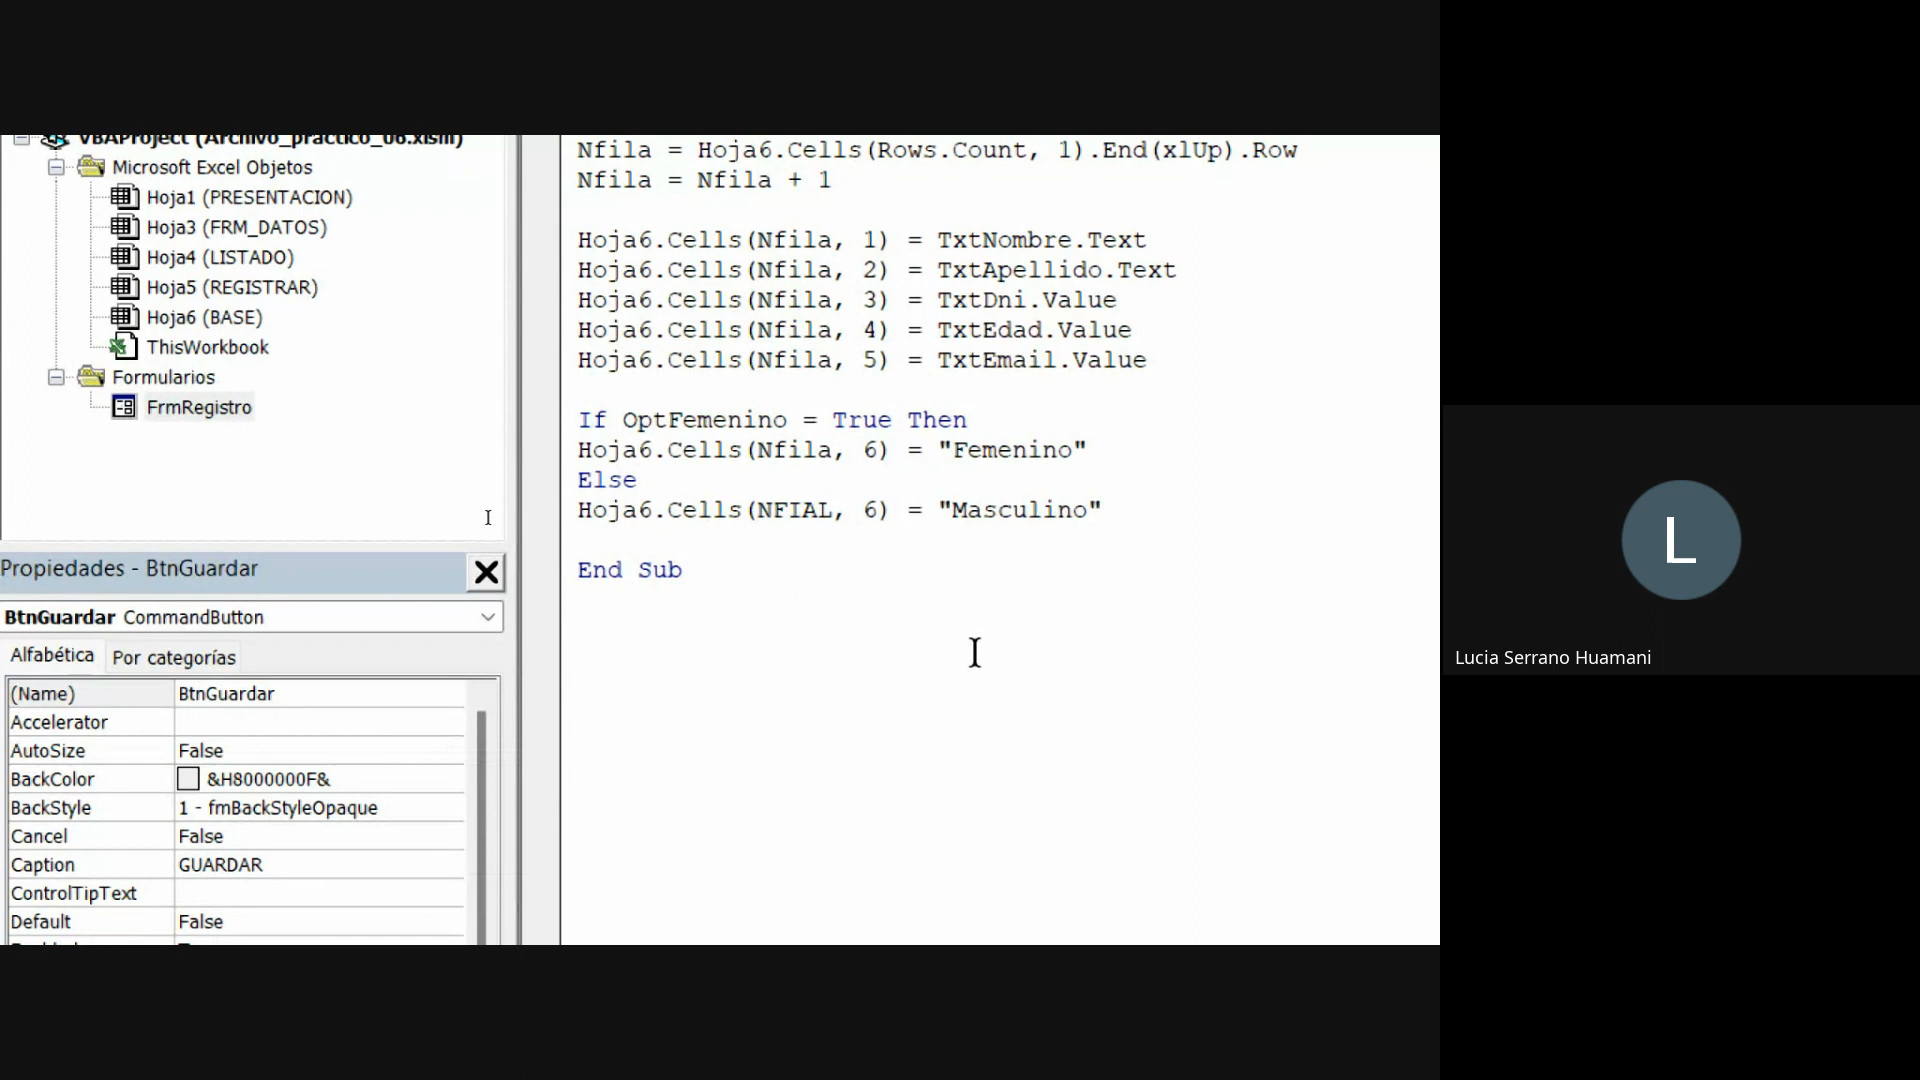 VBAProject (Archivo_practico_06.xlsm)
Microsoft Excel Objetos
Hoja1 (PRESENTACION)
Hoja3 (FRM_DATOS)
Hoja4 (LISTADO)
Hoja5 (REGISTRAR)
Hoja6 (BASE)
ThisWorkbook
Formularios
FrmRegistro
Propiedades - BtnGuardar
BtnGuardar CommandButton
Alfabética Por categorías
(Name) BtnGuardar
Accelerator
AutoSize False
BackColor &H8000000F&
BackStyle 1 - fmBackStyleOpaque
Cancel False
Caption GUARDAR
ControlTipText
Default False
Nfila = Hoja6.Cells(Rows.Count, 1).End(xlUp).Row
Nfila = Nfila + 1
Hoja6.Cells(Nfila, 1) = TxtNombre.Text
Hoja6.Cells(Nfila, 2) = TxtApellido.Text
Hoja6.Cells(Nfila, 3) = TxtDni.Value
Hoja6.Cells(Nfila, 4) = TxtEdad.Value
Hoja6.Cells(Nfila, 5) = TxtEmail.Value
If OptFemenino = True Then
Hoja6.Cells(Nfila, 6) = "Femenino"
Else
Hoja6.Cells(NFIAL, 6) = "Masculino"
End Sub
L
Lucia Serrano Huamani